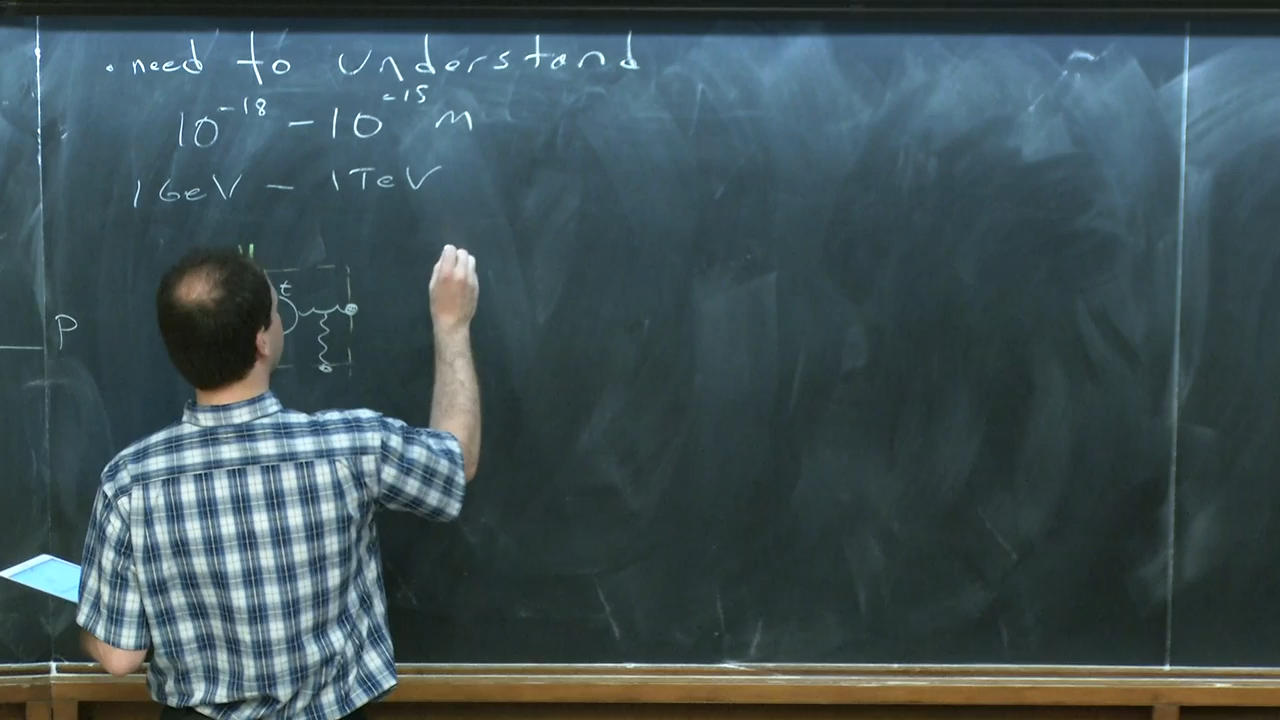 . need to understand
10^-18 - 10^-15 m
1 GeV - 1 TeV
t
P